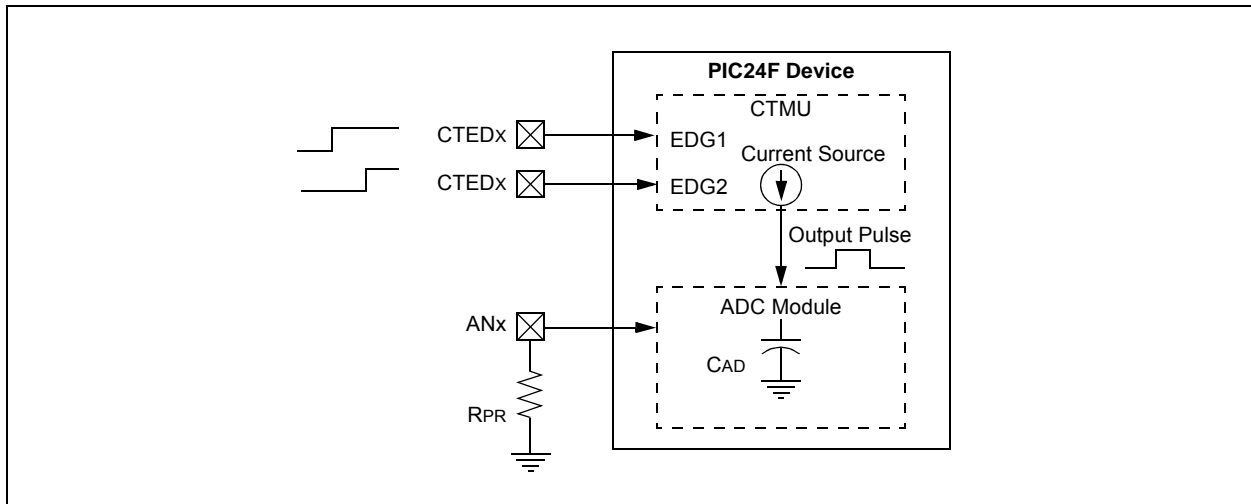 PIC24F Device
CTMU
CTEDX
EDG1
Current Source
CTEDX
EDG2
Output Pulse
ADC Module
ANX
CAD
RPR